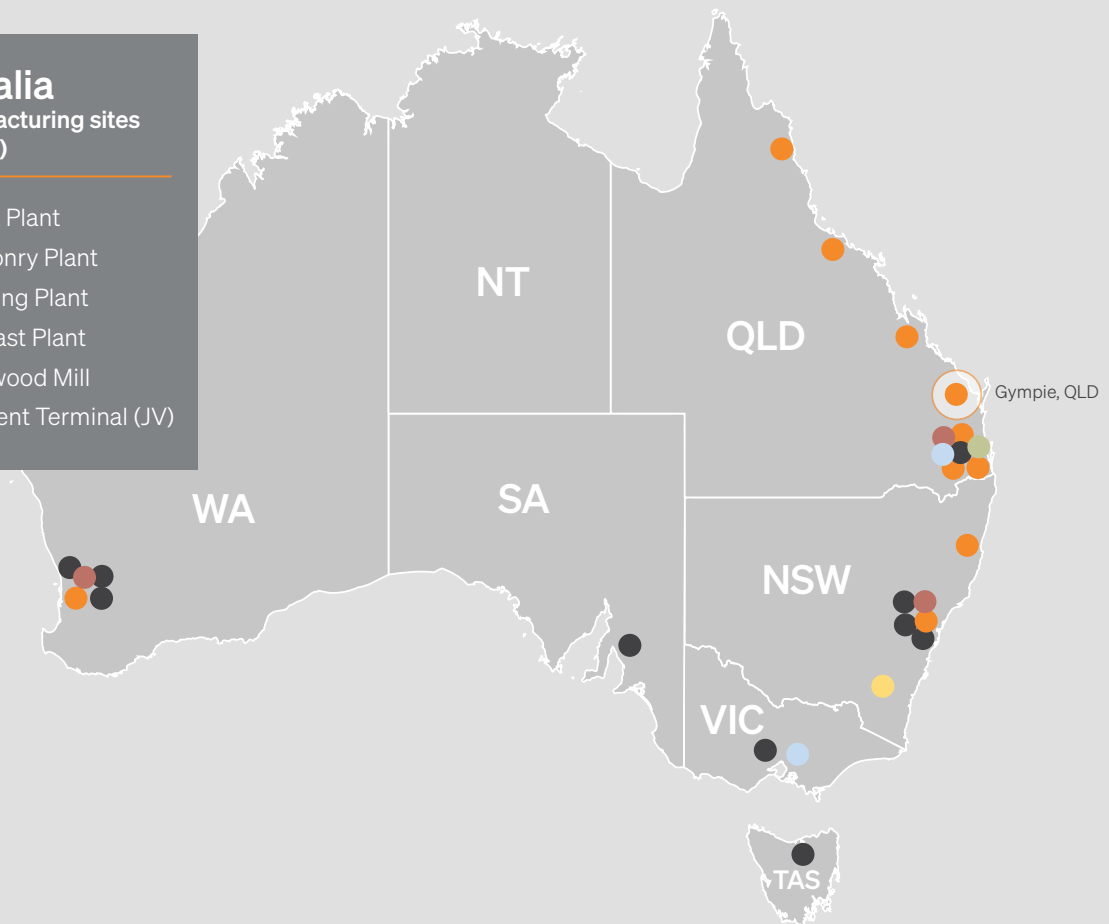 alia
acturing sites
)
Plant
onry Plant
ng Plant
ast Plant
wood Mill
ent Terminal (JV)
NT
QLD
Gympie, QLD
WA
SA
NSW
VIC
TAS